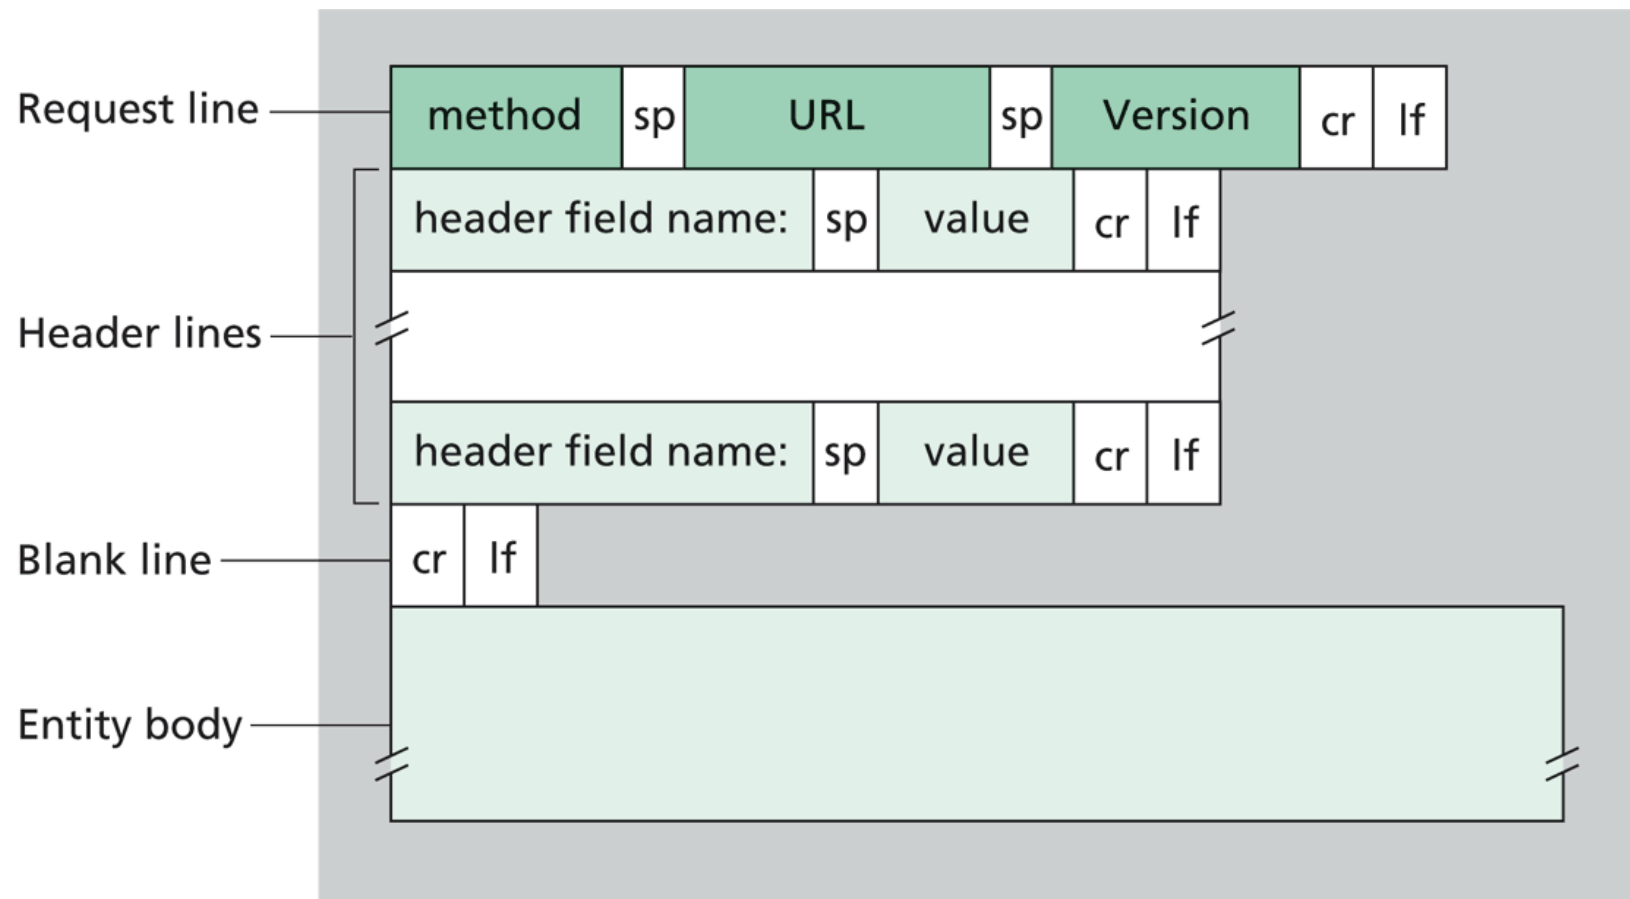 Request line method sp URL sp Version cr lf
header field name: sp value cr lf
Header lines
header field name: sp value cr lf
Blank line cr lf
Entity body